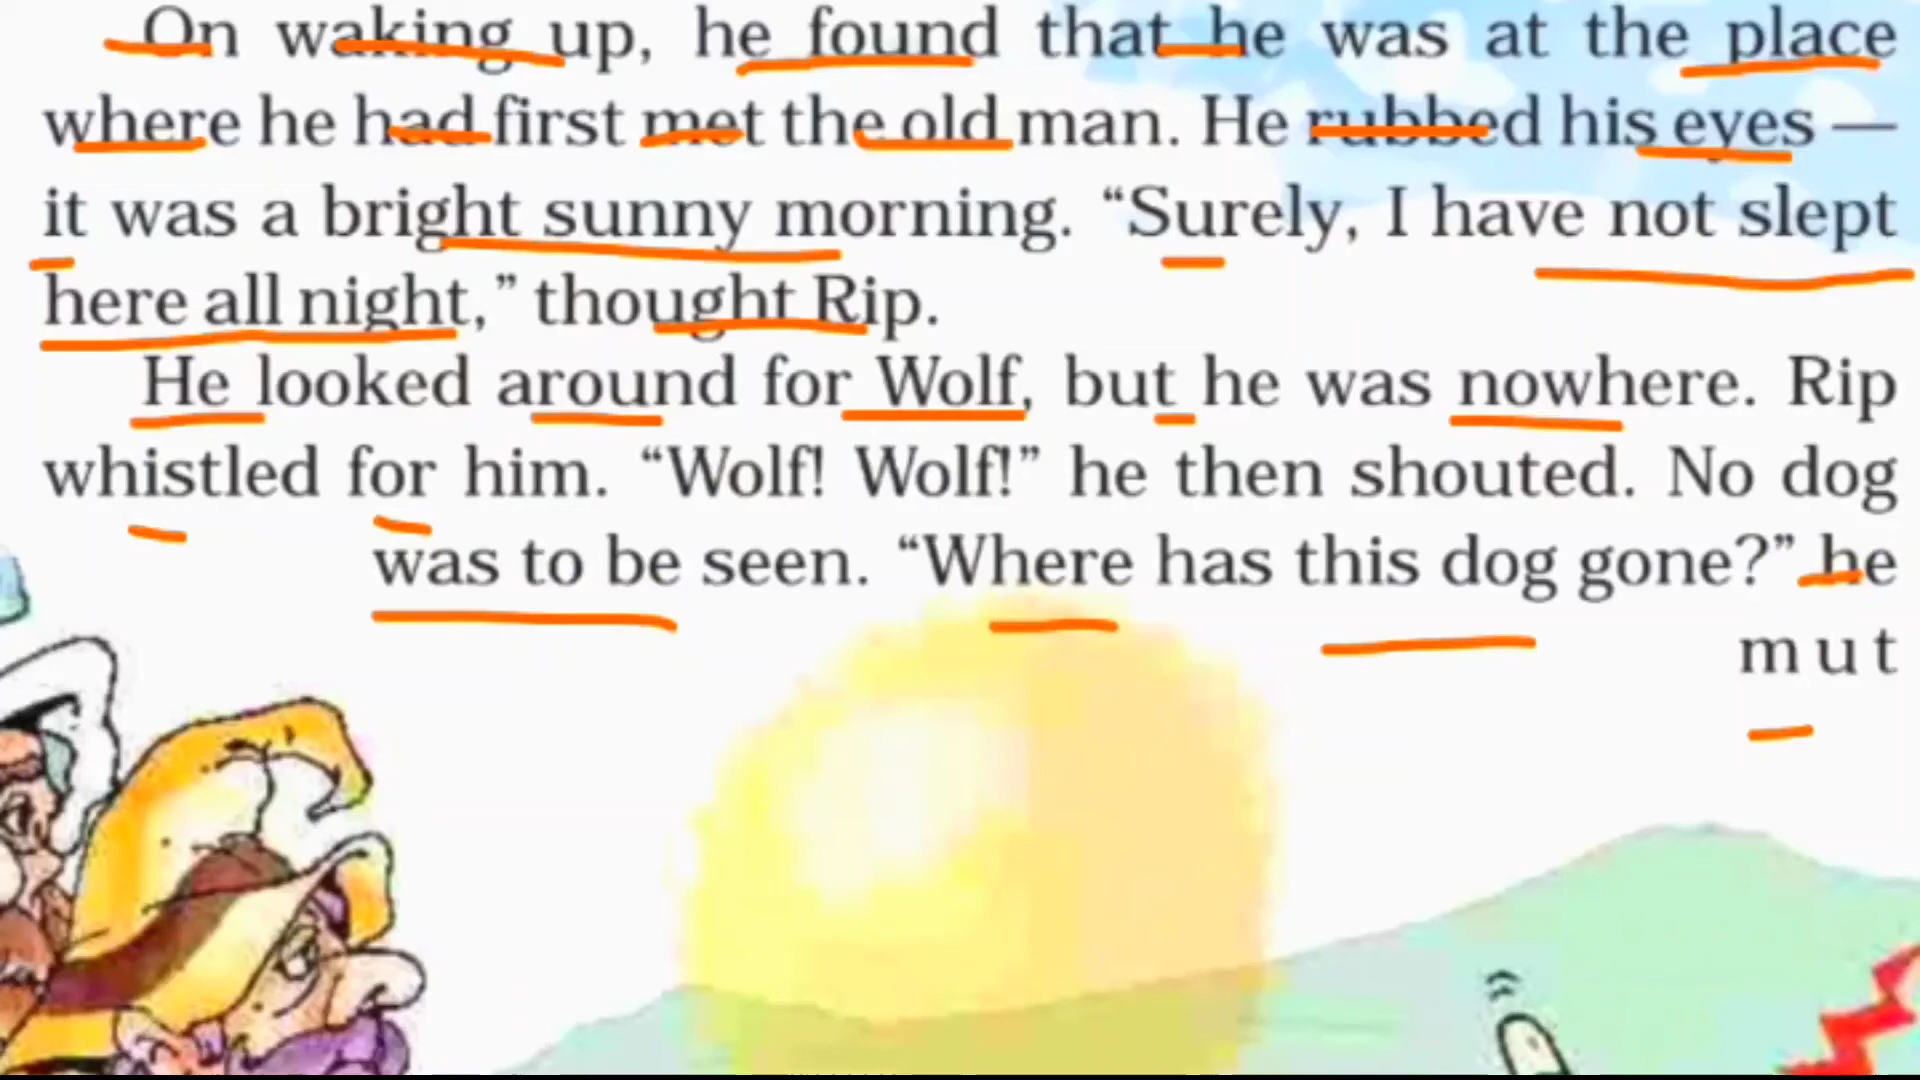 On waking up, he found that he was at the place
where he had first met the old man. He rubbed his eyes —
it was a bright sunny morning. “Surely, I have not slept
here all night,” thought Rip.
He looked around for Wolf, but he was nowhere. Rip
whistled for him. “Wolf! Wolf!” he then shouted. No dog
was to be seen. “Where has this dog gone?” he
mut